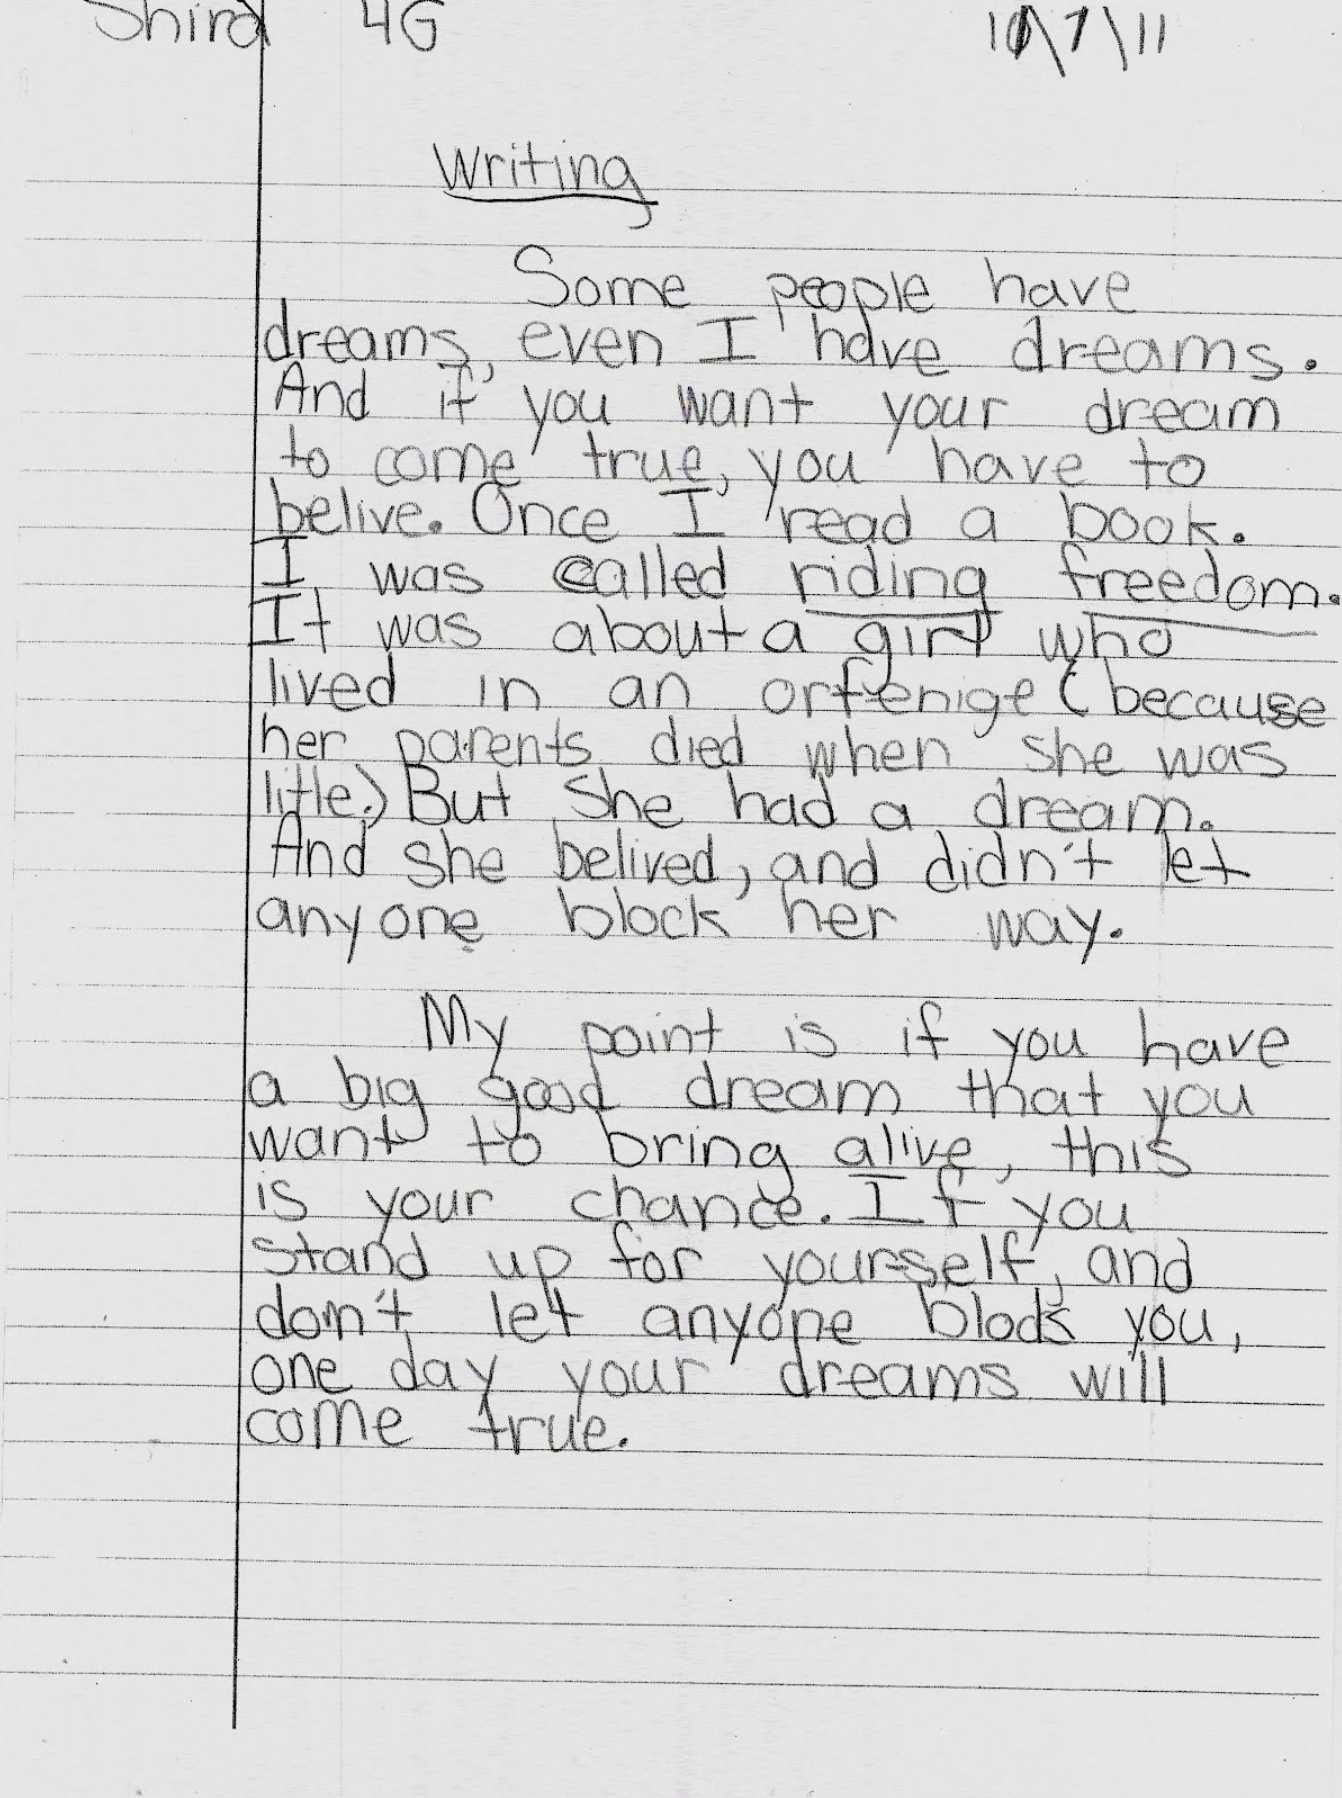 Shira 4G 10\7\11
Writing
Some people have
dreams, even I have dreams.
And if you want your dream
to come true, you have to
belive. Once I read a book.
I was called riding freedom.
It was about a girl who
lived in an orfenige (because
her parents died when she was
litle.) But She had a dream.
And she belived, and didn't let
anyone block her way.
My point is if you have
a big good dream that you
want to bring alive, this
is your chance. If you
stand up for yourself, and
don't let anyone block you,
one day your dreams will
come true.